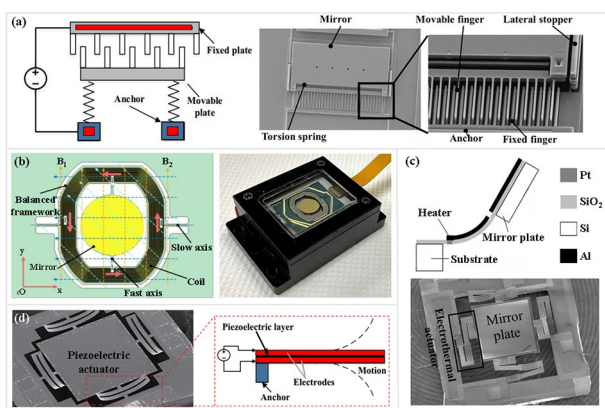 (a)
Fixed plate
Movable
plate
Anchor
Mirror
Torsion spring
Movable finger
Lateral stopper
Anchor
Fixed finger
(b)
B1
B2
Balanced
framework
Slow axis
y
Mirror
Coil
O
x
Fast axis
(c)
Pt
SiO2
Si
Al
Heater
Mirror plate
Substrate
Electrothermal
actuator
Mirror
plate
(d)
Piezoelectric
actuator
Piezoelectric layer
Electrodes
Motion
Anchor